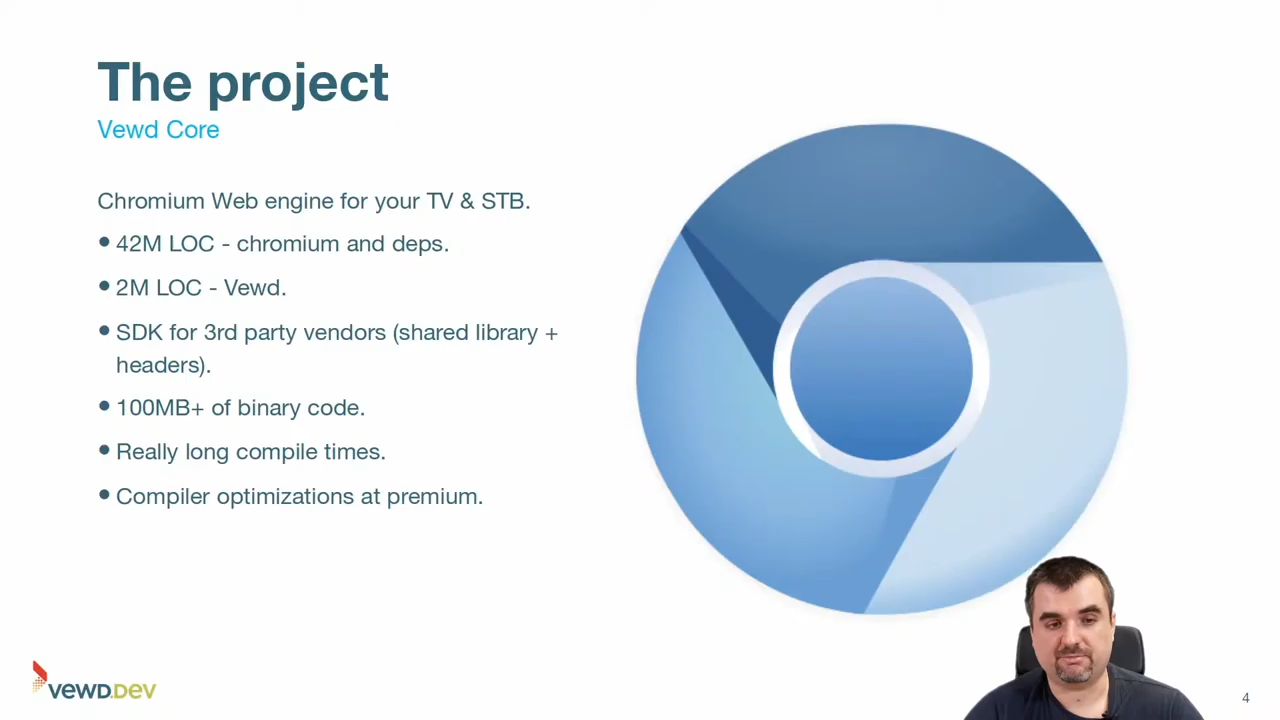 The project
Vewd Core
Chromium Web engine for your TV & STB.
• 42M LOC - chromium and deps.
• 2M LOC - Vewd.
• SDK for 3rd party vendors (shared library +
headers).
• 100MB+ of binary code.
• Really long compile times.
• Compiler optimizations at premium.
vewd.dev
4